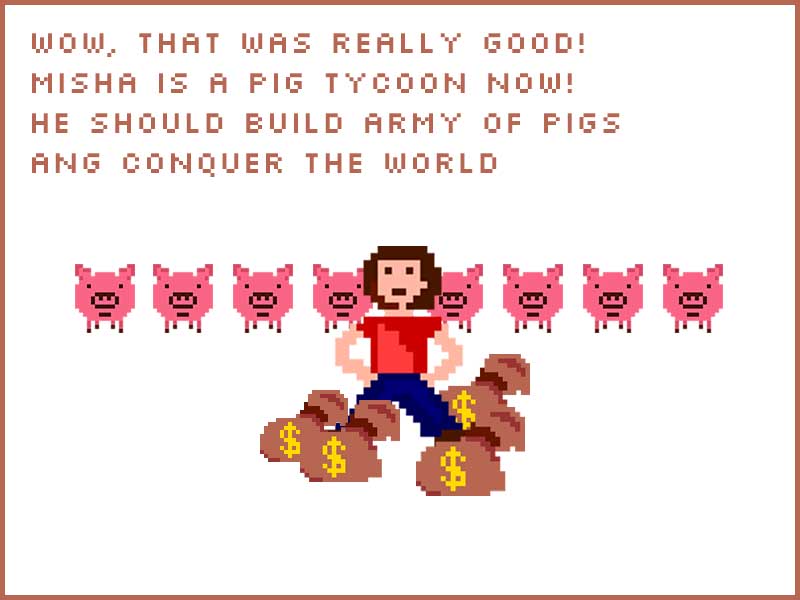 WOW, THAT WAS REALLY GOOD!
MISHA IS A PIG TYCOON NOW!
HE SHOULD BUILD ARMY OF PIGS
ANG CONQUER THE WORLD
$
$
$
$